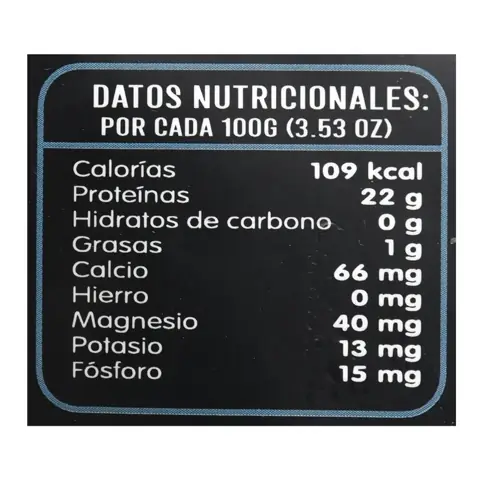 DATOS NUTRICIONALES:
POR CADA 100G (3.53 OZ)
Calorías 109 kcal
Proteínas 22 g
Hidratos de carbono 0 g
Grasas 1 g
Calcio 66 mg
Hierro 0 mg
Magnesio 40 mg
Potasio 13 mg
Fósforo 15 mg